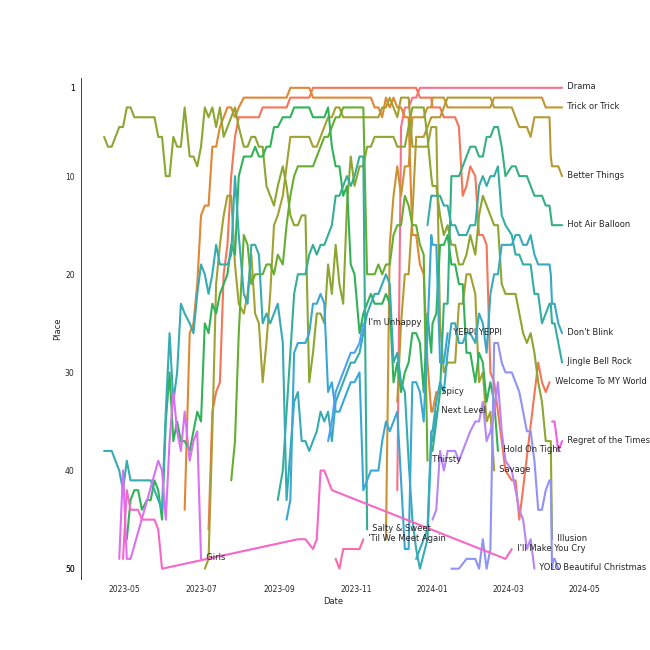 1
Drama
Trick or Trick
10
Better Things
Hot Air Balloon
20
I'm Unhappy
YEPPI YEPPI
Don't Blink
Jingle Bell Rock
30
Welcome To MY World
Spicy
Next Level
Regret of the Times
Hold On Tight
Thirsty
40
Savage
Salty & Sweet
'Til We Meet Again
Illusion
I'll Make You Cry
Girls
50
YOLO
Beautiful Christmas
2023-05
2023-07
2023-09
2023-11
2024-01
2024-03
2024-05
Place
Date